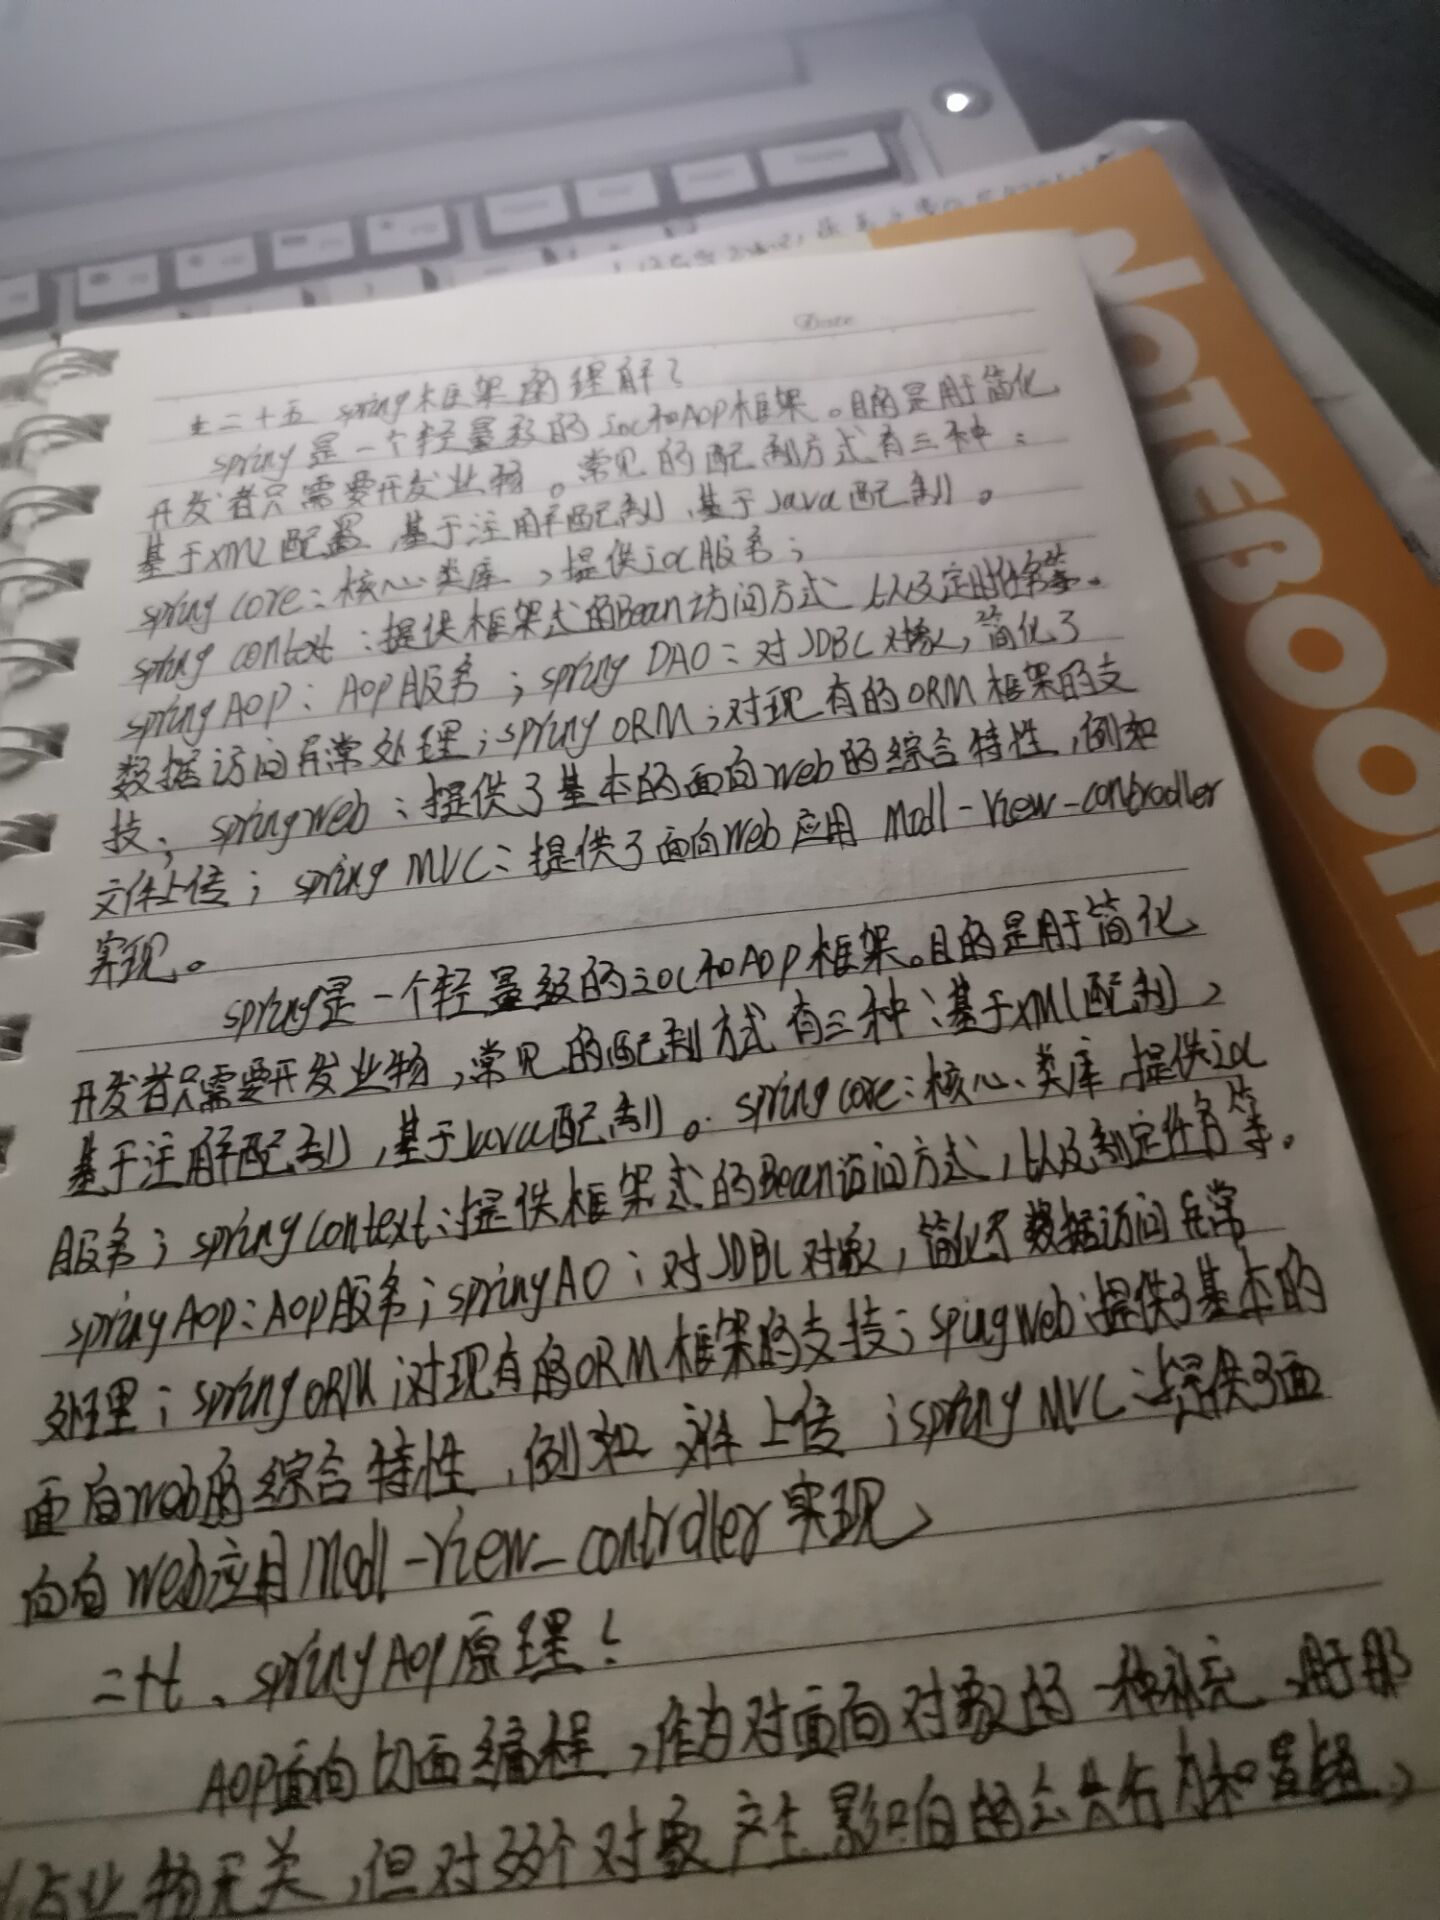 Date
二十五 spring框架的理解？
spring是一个轻量级的ioc和AOP框架。目的是用于简化
开发者只需要开发业物。常见的配制方式有三种：
基于XML配置，基于注解配制，基于Java配制。
spring core：核心类库，提供ioc服务；
spring context：提供框架式的Bean访问方式以及定时任务等。
spring AOP：AOP服务；spring DAO：对JDBC对象，简化了
数据访问异常处理；spring ORM；对现有的ORM框架的支
技；spring web：提供了基本的面向web的综合特性，例如
文件上传；spring MVC：提供了面向Web应用 Modl-View-controller
实现。
spring是一个轻量级的ioc和AOP框架。目的是用于简化
开发者只需要开发业物，常见的配制方式有三种：基于XML配制，
基于注解配制，基于Java配制。spring core：核心、类库，提供ioc
服务；spring context：提供框架式的Bean访问方式，以及制定任务等。
spring AOP：AOP服务；spring AO；对JDBC对象，简化了数据访问异常
处理；spring ORM；对现有的ORM框架的支技；sping Web：提供了基本的
面向web的综合特性，例如文件上传；spring MVC：提供了面
向向Web应用Modl-View-controller实现，
二十七、spring AOP原理？
AOP面向切面编程，作为对面向对象的一种补充，用于那
与业物无关，但对多个对象产生影响的公共行为和逻辑，
NOTEBOOK